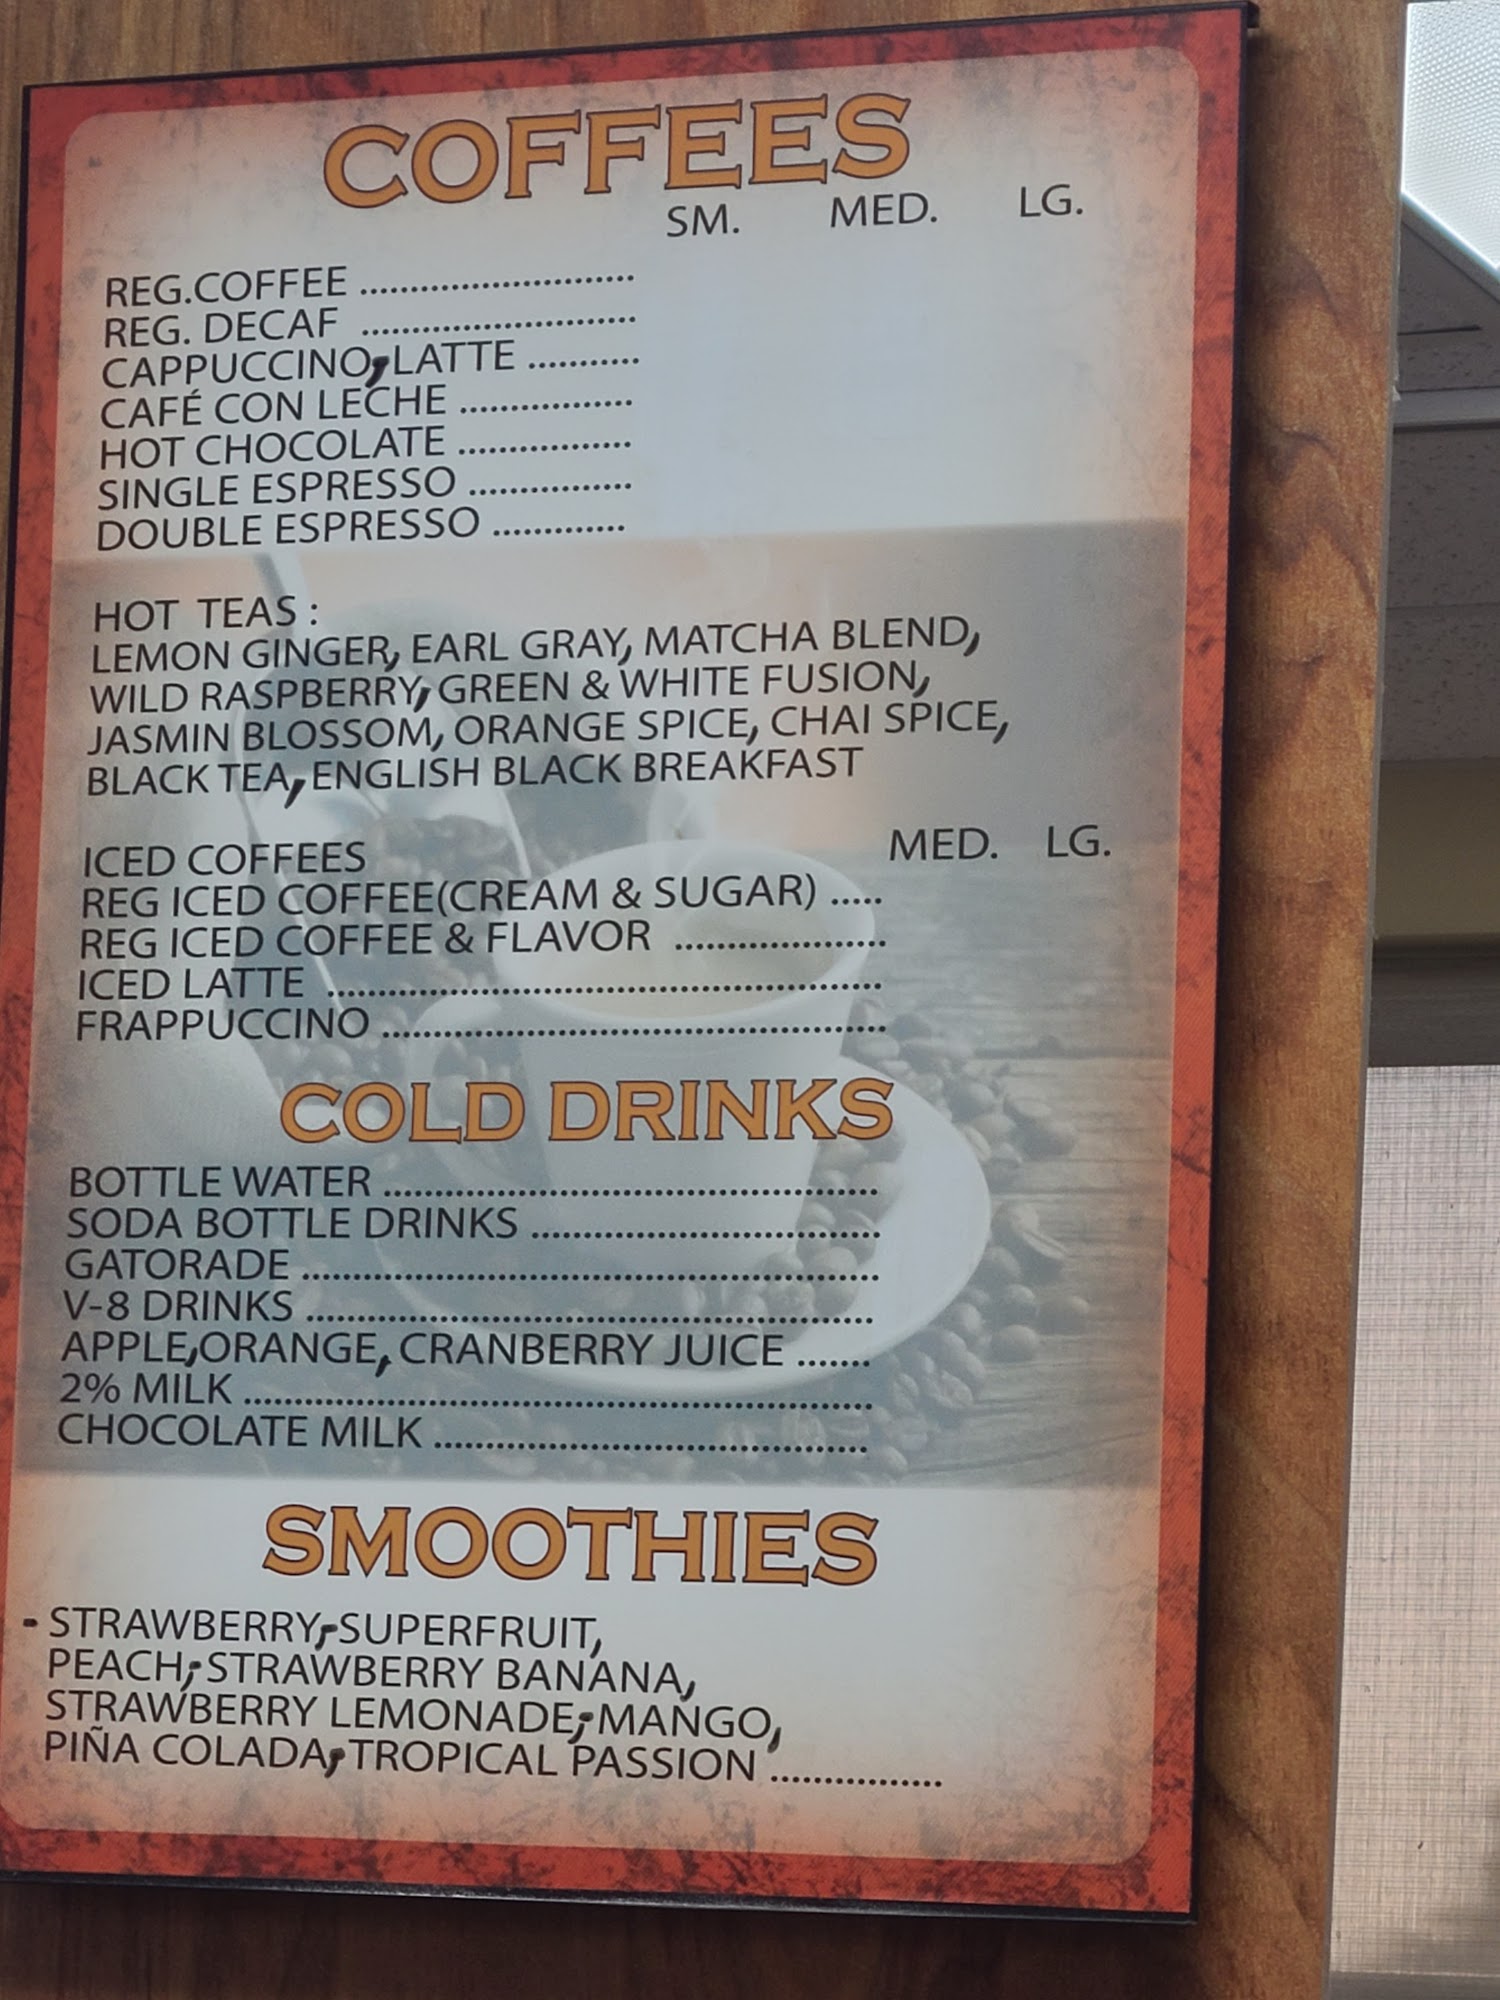 COFFEES
SM. MED. LG.
REG.COFFEE ...........................
REG. DECAF ...........................
CAPPUCCINO, LATTE ...........
CAFÉ CON LECHE .................
HOT CHOCOLATE .................
SINGLE ESPRESSO ................
DOUBLE ESPRESSO .............
HOT TEAS :
LEMON GINGER, EARL GRAY, MATCHA BLEND,
WILD RASPBERRY, GREEN & WHITE FUSION,
JASMIN BLOSSOM, ORANGE SPICE, CHAI SPICE,
BLACK TEA, ENGLISH BLACK BREAKFAST
ICED COFFEES MED. LG.
REG ICED COFFEE(CREAM & SUGAR) .....
REG ICED COFFEE & FLAVOR ....................
ICED LATTE .....................................................
FRAPPUCCINO ................................................
COLD DRINKS
BOTTLE WATER ...............................................
SODA BOTTLE DRINKS .................................
GATORADE .......................................................
V-8 DRINKS ......................................................
APPLE,ORANGE, CRANBERRY JUICE .......
2% MILK ...........................................................
CHOCOLATE MILK .........................................
SMOOTHIES
- STRAWBERRY,-SUPERFRUIT,
PEACH,-STRAWBERRY BANANA,
STRAWBERRY LEMONADE,-MANGO,
PIÑA COLADA,-TROPICAL PASSION ................